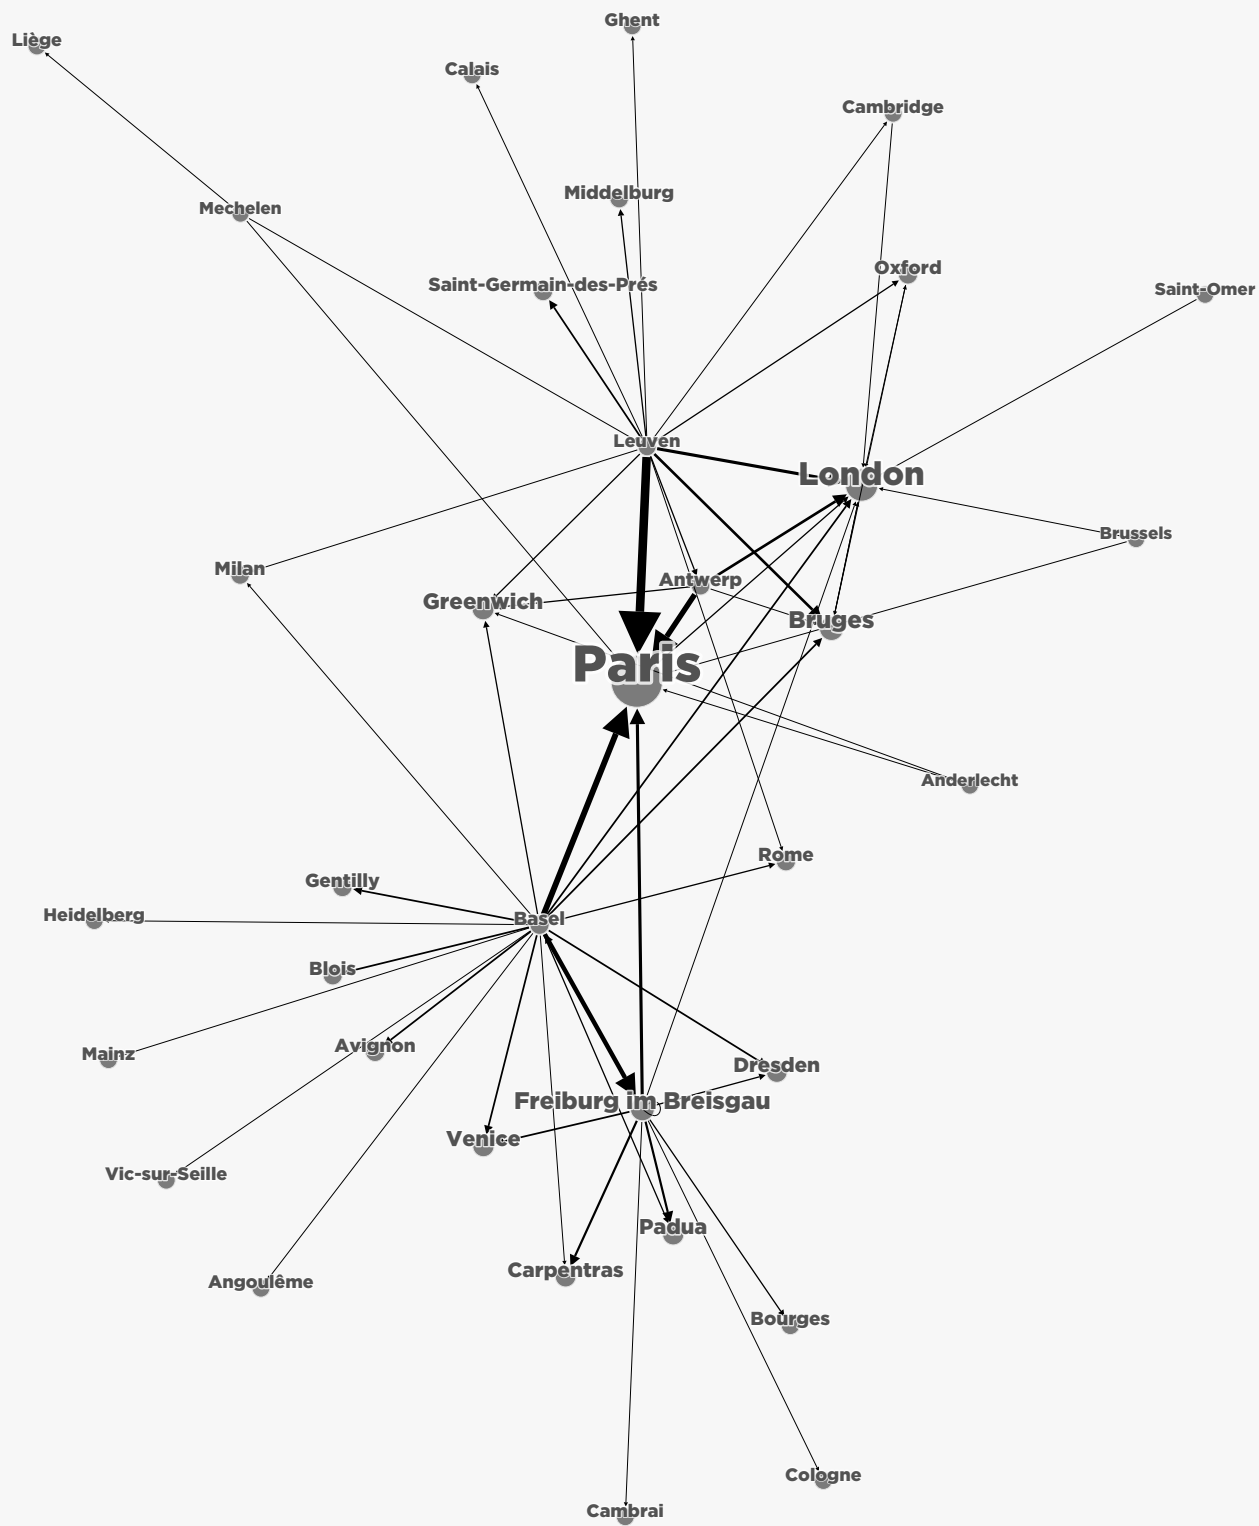 Ghent
Liège
Calais
Cambridge
Middelburg
Mechelen
Oxford
Saint-Germain-des-Prés
Saint-Omer
Leuven
London
Brussels
Milan
Antwerp
Greenwich
Bruges
Paris
Anderlecht
Rome
Gentilly
Heidelberg
Basel
Blois
Avignon
Mainz
Dresden
Freiburg im Breisgau
Venice
Vic-sur-Seille
Padua
Carpentras
Angoulême
Bourges
Cologne
Cambrai